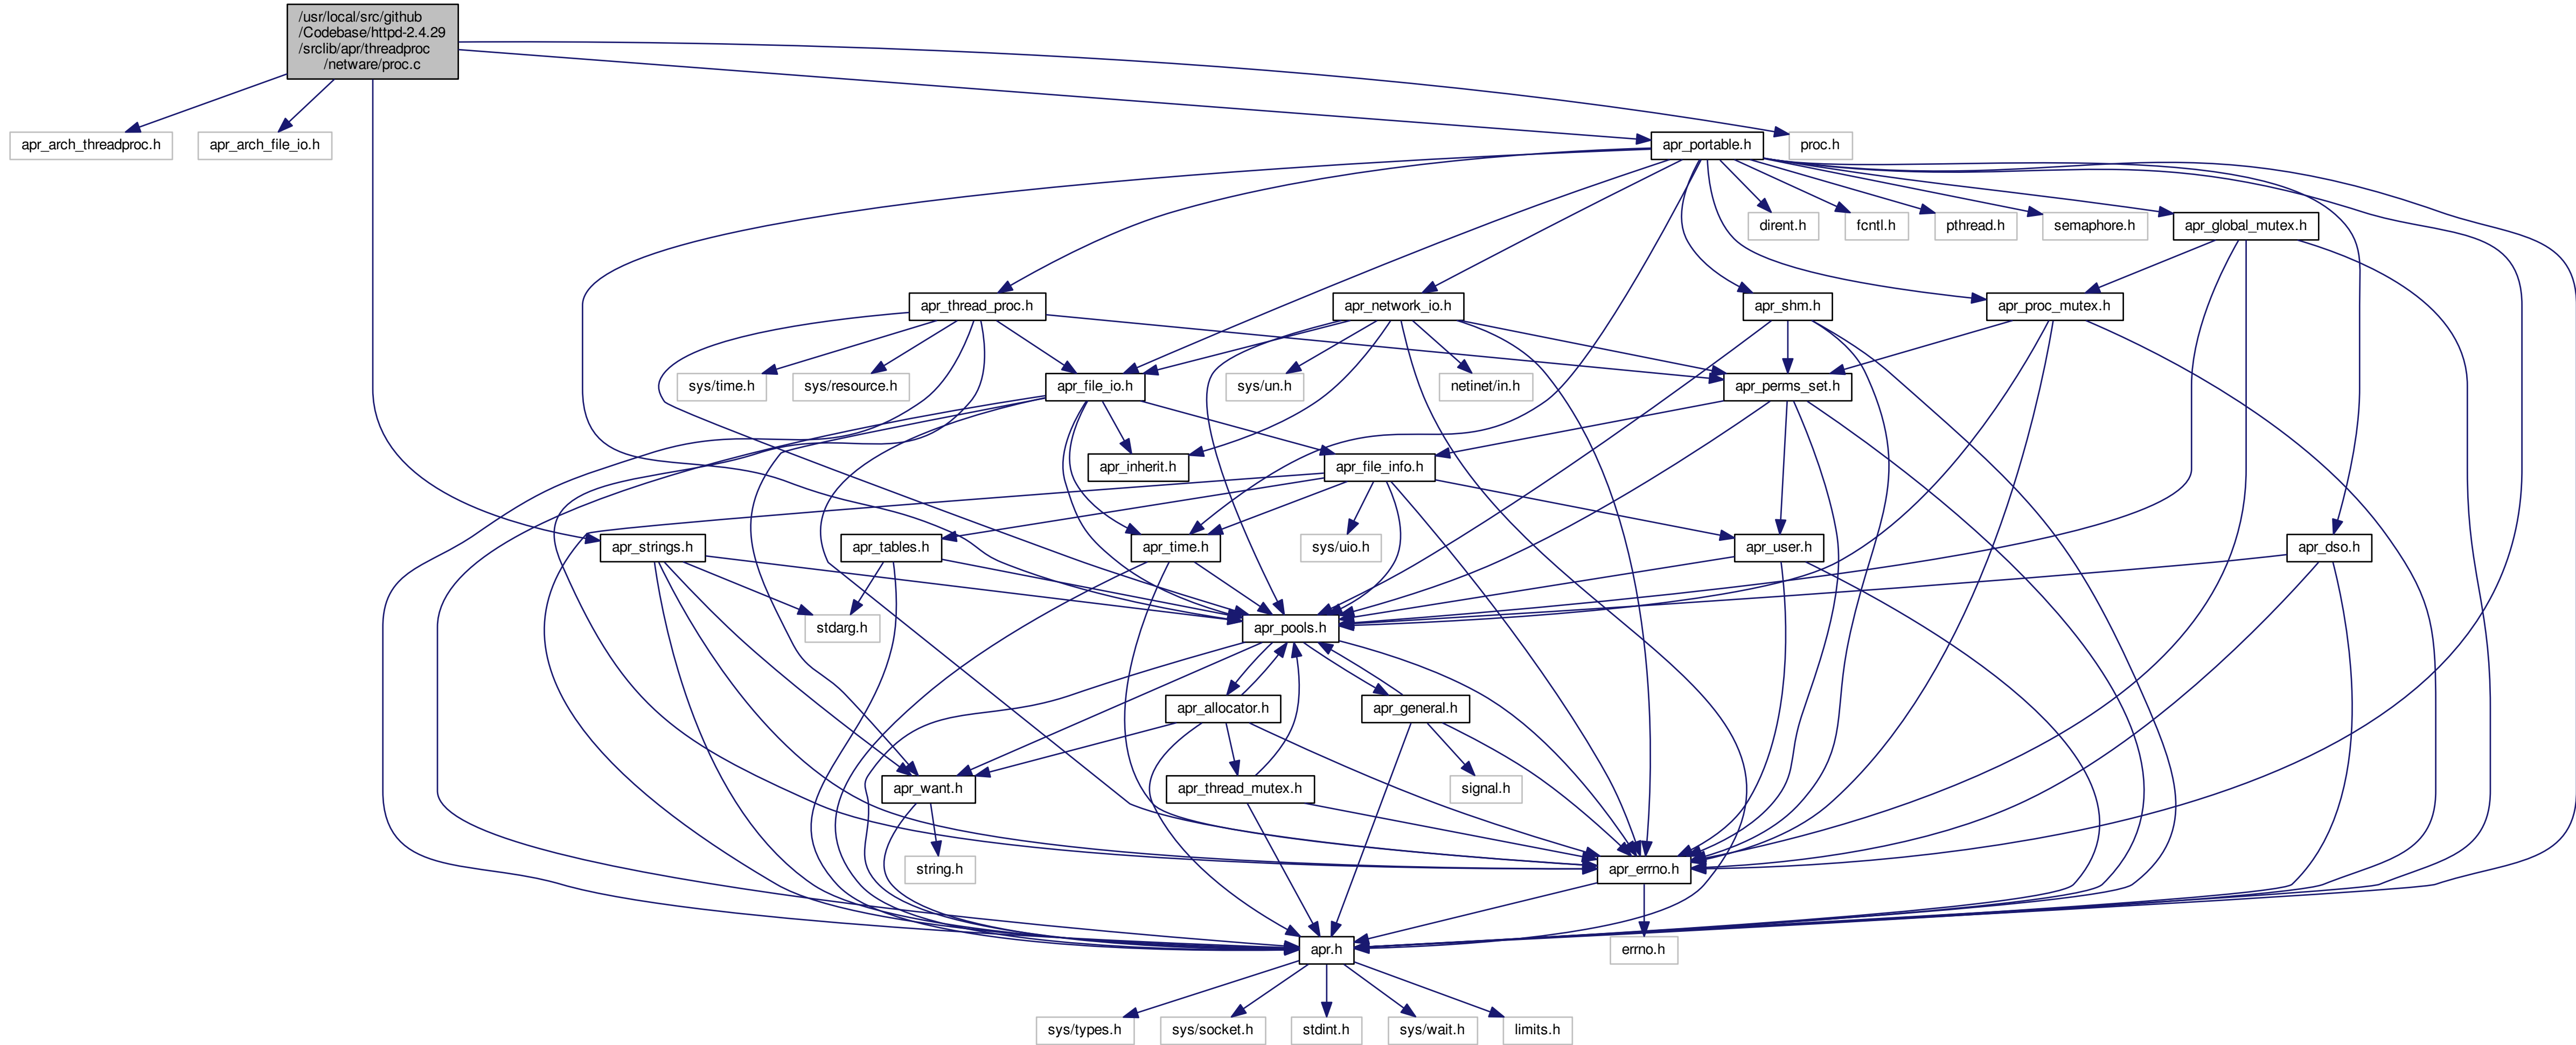 /usr/local/src/github
/Codebase/httpd-2.4.29
/srclib/apr/threadproc
/netware/proc.c
apr_arch_threadproc.h
apr_arch_file_io.h
apr_portable.h
proc.h
dirent.h
fcntl.h
pthread.h
semaphore.h
apr_global_mutex.h
apr_thread_proc.h
apr_network_io.h
apr_shm.h
apr_proc_mutex.h
sys/time.h
sys/resource.h
apr_file_io.h
sys/un.h
netinet/in.h
apr_perms_set.h
apr_inherit.h
apr_file_info.h
apr_strings.h
apr_tables.h
apr_time.h
sys/uio.h
apr_user.h
apr_dso.h
stdarg.h
apr_pools.h
apr_allocator.h
apr_general.h
apr_want.h
apr_thread_mutex.h
signal.h
string.h
apr_errno.h
apr.h
errno.h
sys/types.h
sys/socket.h
stdint.h
sys/wait.h
limits.h